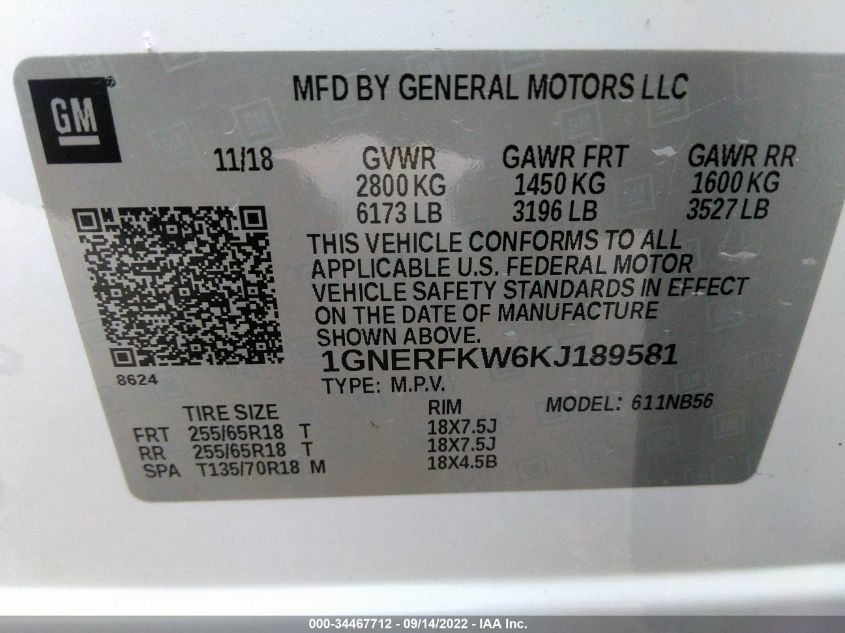 MFD BY GENERAL MOTORS LLC
GM
11/18 GVWR GAWR FRT GAWR RR
2800 KG 1450 KG 1600 KG
6173 LB 3196 LB 3527 LB
THIS VEHICLE CONFORMS TO ALL
APPLICABLE U.S. FEDERAL MOTOR
VEHICLE SAFETY STANDARDS IN EFFECT
ON THE DATE OF MANUFACTURE
SHOWN ABOVE.
1GNERFKW6KJ189581
8624
TYPE: M.P.V. MODEL: 611NB56
TIRE SIZE RIM
FRT 255/65R18 T 18X7.5J
RR 255/65R18 T 18X7.5J
SPA T135/70R18 M 18X4.5B
000-34467712 - 09/14/2022 - IAA Inc.